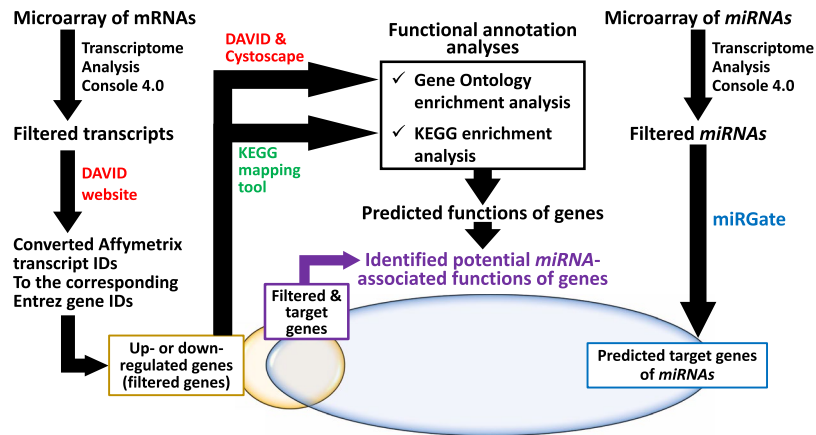 Microarray of mRNAs
Transcriptome
Analysis
Console 4.0
Filtered transcripts
DAVID
website
Converted Affymetrix
transcript IDs
To the corresponding
Entrez gene IDs
Up- or down-
regulated genes
(filtered genes)
DAVID &
Cystoscape
KEGG
mapping
tool
Functional annotation
analyses
✓ Gene Ontology
enrichment analysis
✓ KEGG enrichment
analysis
Predicted functions of genes
Identified potential miRNA-
associated functions of genes
Filtered &
target
genes
Microarray of miRNAs
Transcriptome
Analysis
Console 4.0
Filtered miRNAs
miRGate
Predicted target genes
of miRNAs